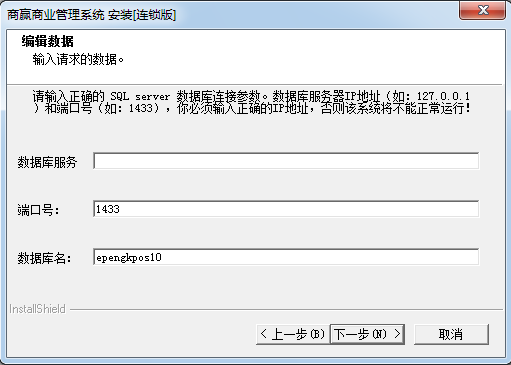 商赢商业管理系统 安装[连锁版]
编辑数据
输入请求的数据。
请输入正确的 SQL server 数据库连接参数。数据库服务器IP地址（如：127.0.0.1
）和端口号（如：1433），你必须输入正确的IP地址，否则该系统将不能正常运行！
数据库服务
端口号： 1433
数据库名： epengkpos10
InstallShield
< 上一步(B) 下一步(N) > 取消